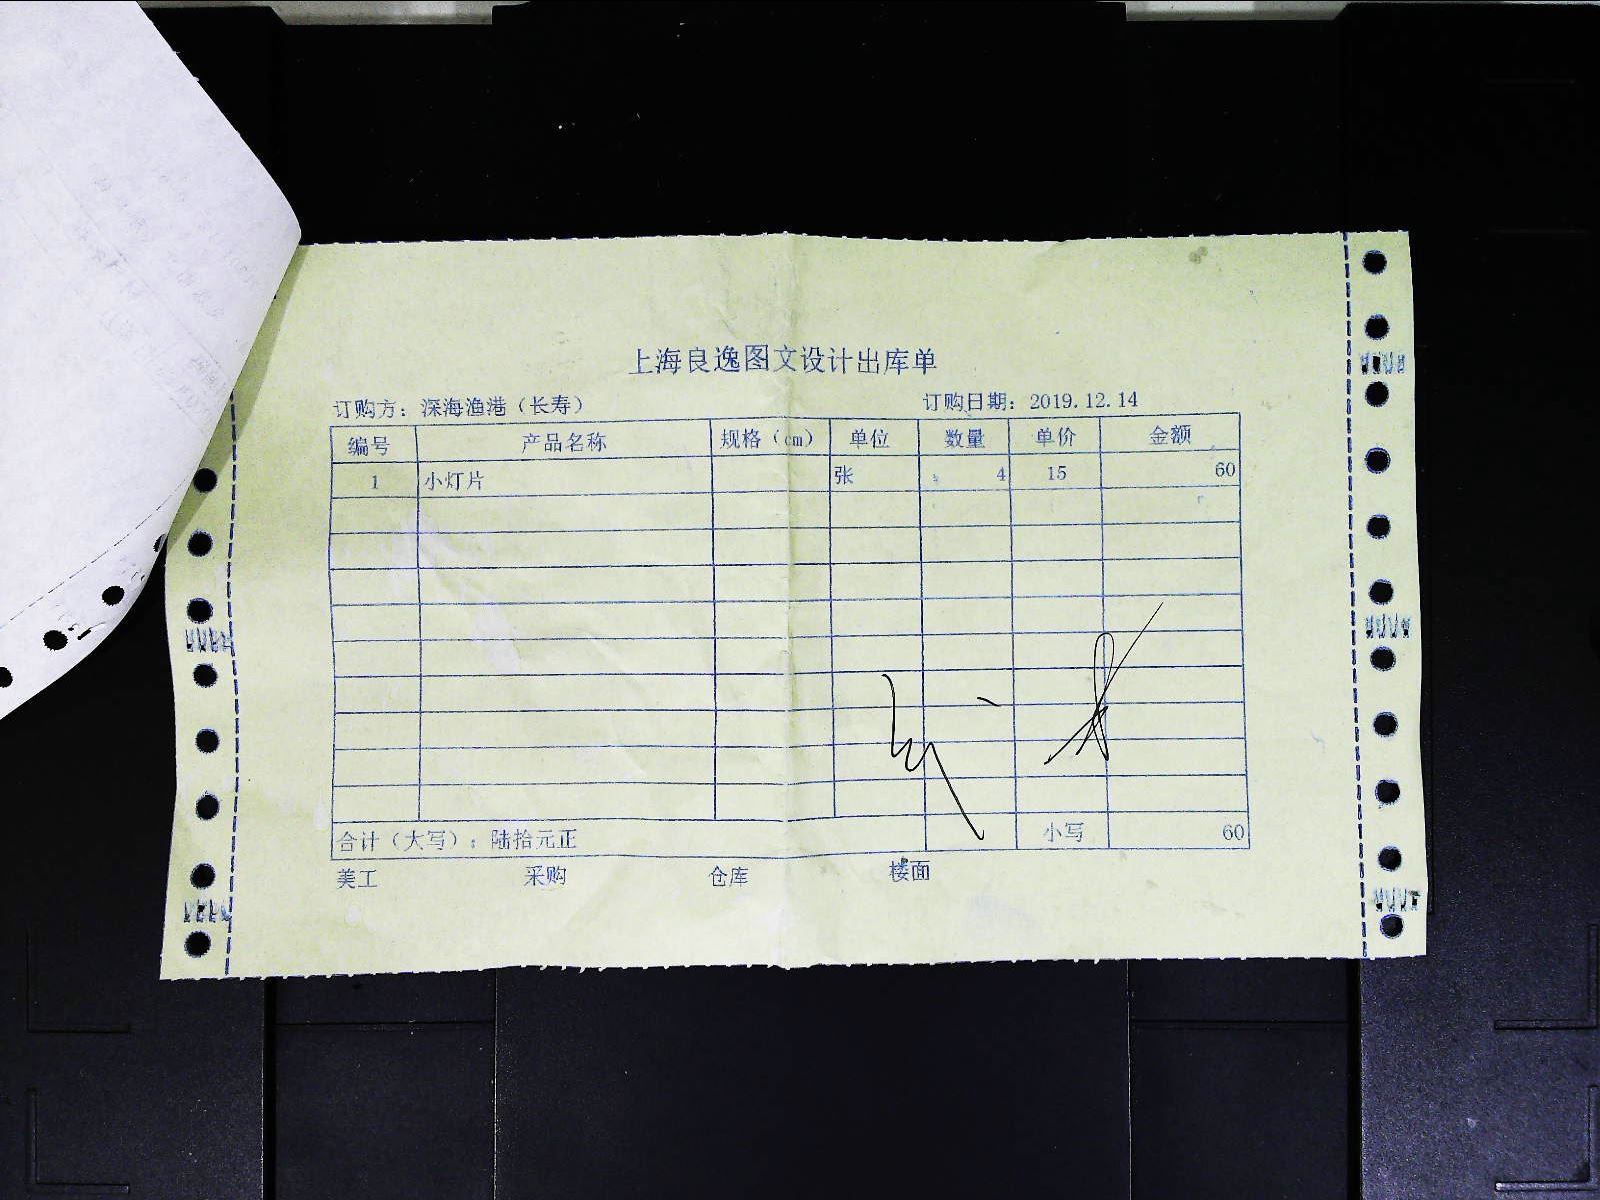 上海良逸图文设计出库单
订购方：深海渔港（长寿） 订购日期：2019.12.14
编号 产品名称 规格（cm） 单位 数量 单价 金额
1 小灯片 张 4 15 60
合计（大写）：陆拾元正 小写 60
美工 采购 仓库 楼面